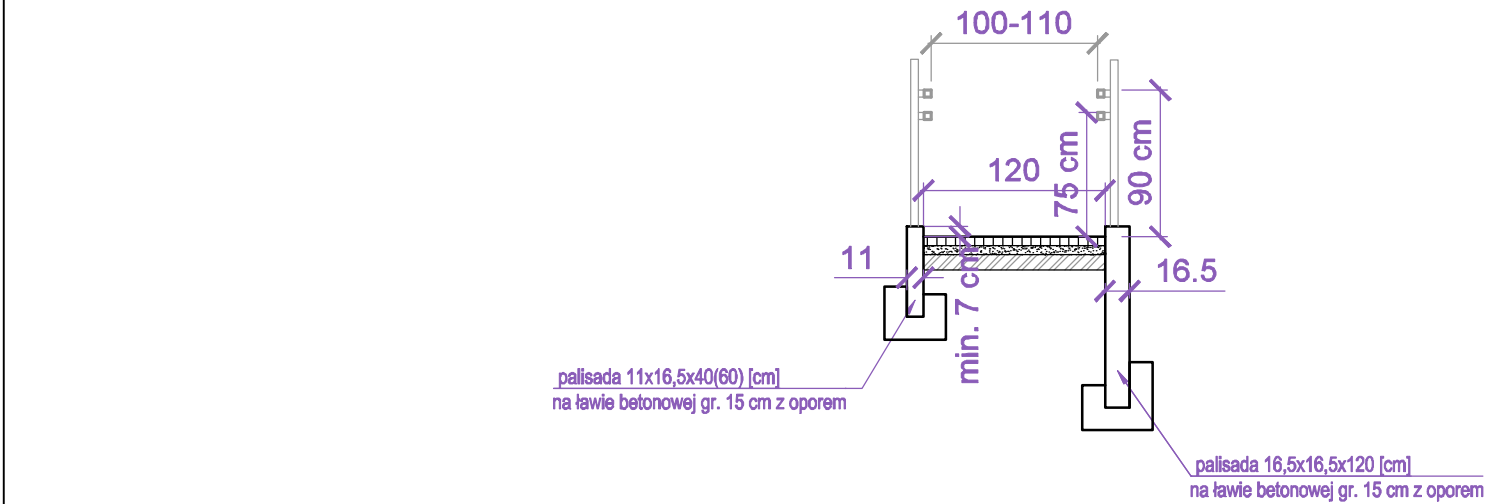 100-110
120
75 cm
90 cm
11
16.5
min. 7 cm
palisada 11x16,5x40(60) [cm]
na ławie betonowej gr. 15 cm z oporem
palisada 16,5x16,5x120 [cm]
na ławie betonowej gr. 15 cm z oporem